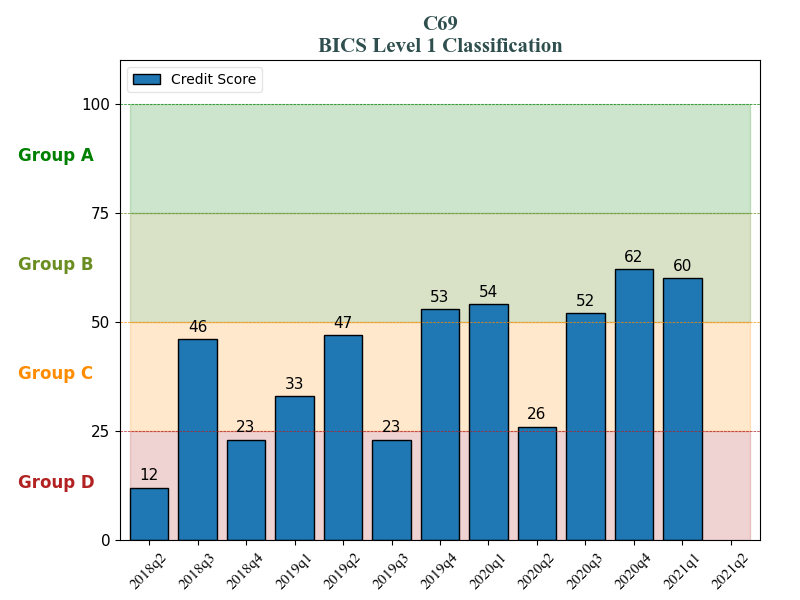 C69
BICS Level 1 Classification
Credit Score
100
Group A
75
62
60
Group B
54
53
52
50
47
46
Group C
33
26
25
23
23
Group D
12
0
2018q2
2018q3
2018q4
2019q1
2019q2
2019q3
2019q4
2020q1
2020q2
2020q3
2020q4
2021q1
2021q2